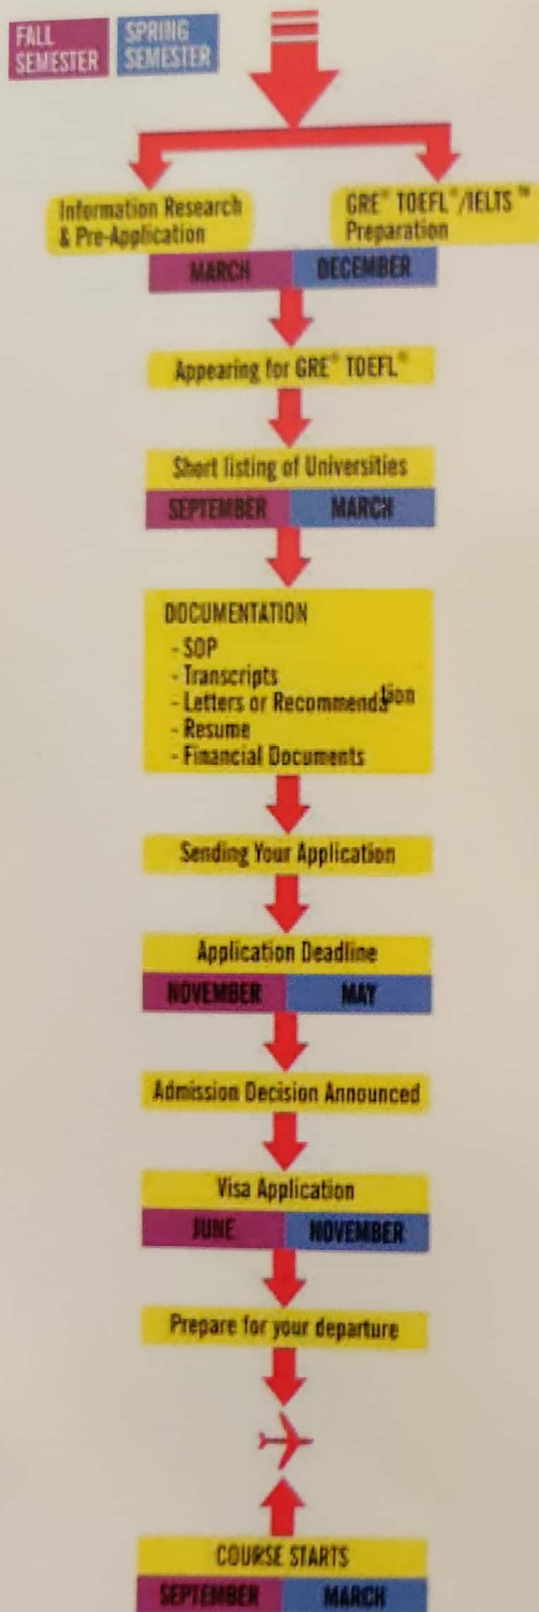 FALL
SEMESTER
SPRING
SEMESTER
Information Research
& Pre-Application
GRE® TOEFL®/IELTS™
Preparation
MARCH
DECEMBER
Appearing for GRE® TOEFL®
Short listing of Universities
SEPTEMBER
MARCH
DOCUMENTATION
- SOP
- Transcripts
- Letters or Recommendation
- Resume
- Financial Documents
Sending Your Application
Application Deadline
NOVEMBER
MAY
Admission Decision Announced
Visa Application
JUNE
NOVEMBER
Prepare for your departure
COURSE STARTS
SEPTEMBER
MARCH